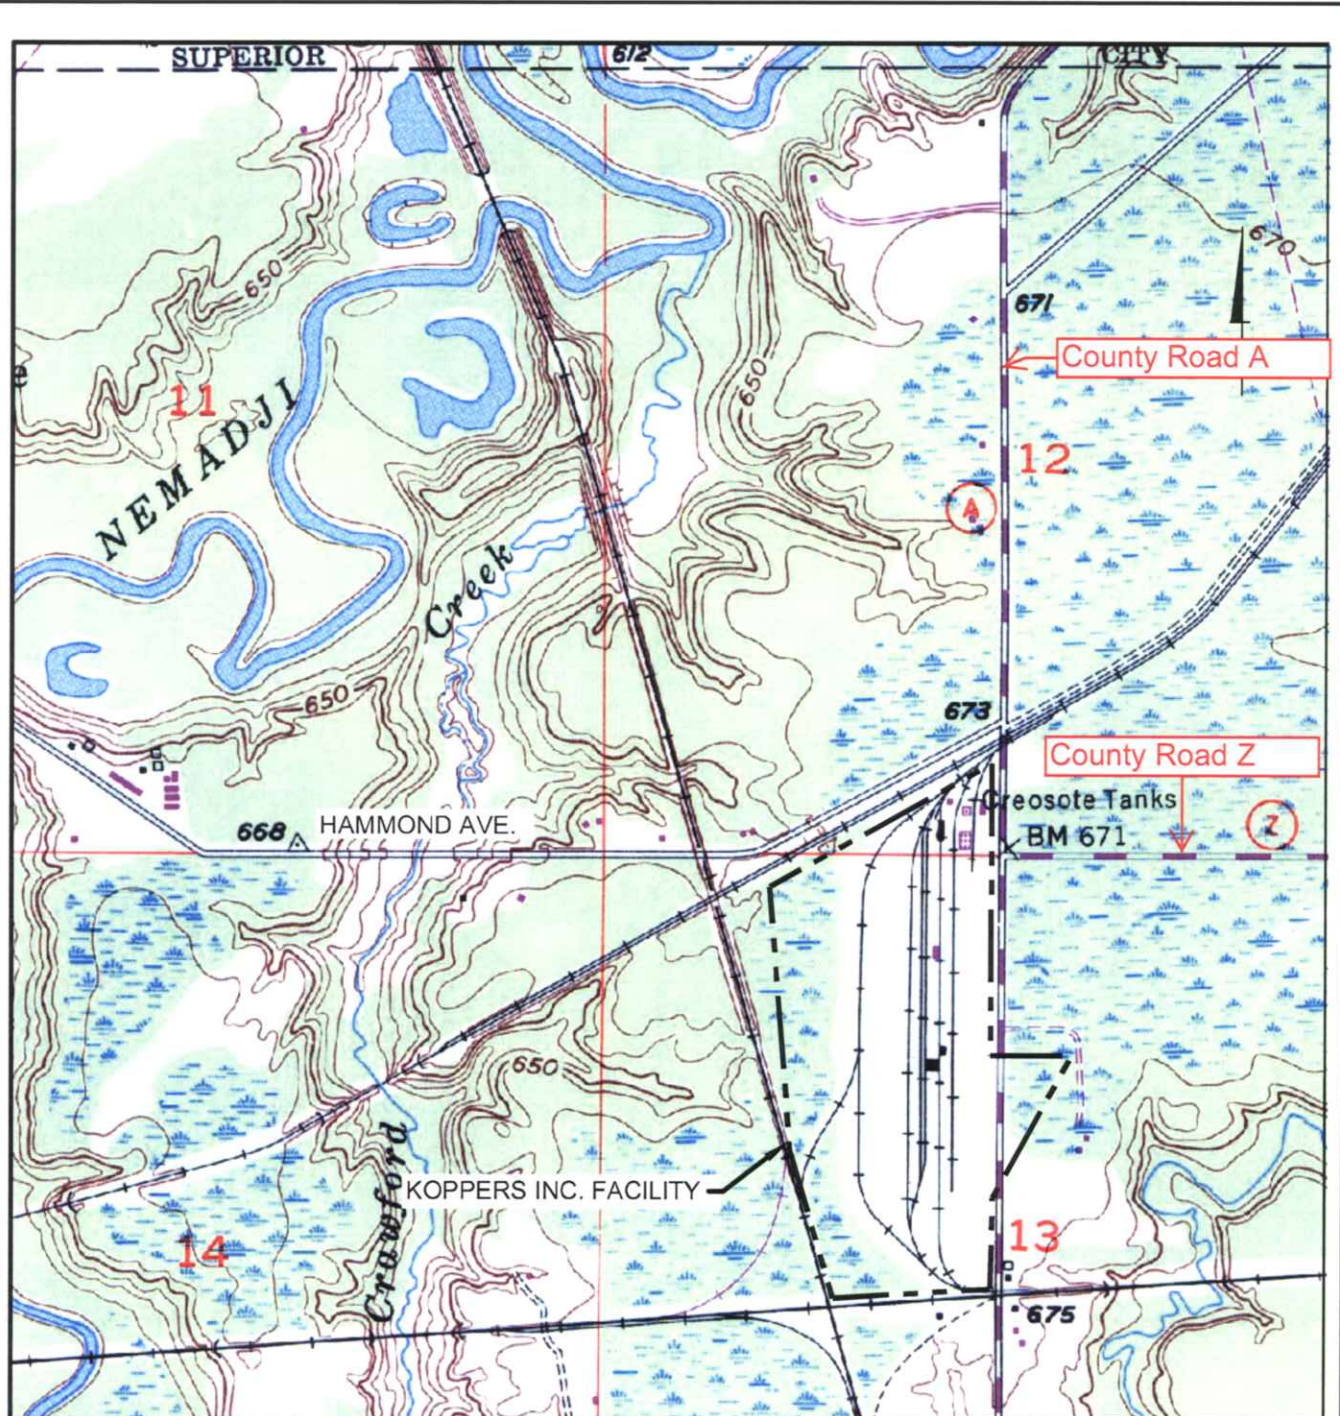 SUPERIOR
612
CITY
670
650
671
County Road A
650
11
NEMADJI
12
A
Creek
650
673
County Road Z
Creosote Tanks
Z
668
HAMMOND AVE.
BM 671
650
KOPPERS INC. FACILITY
Crawford
14
13
675